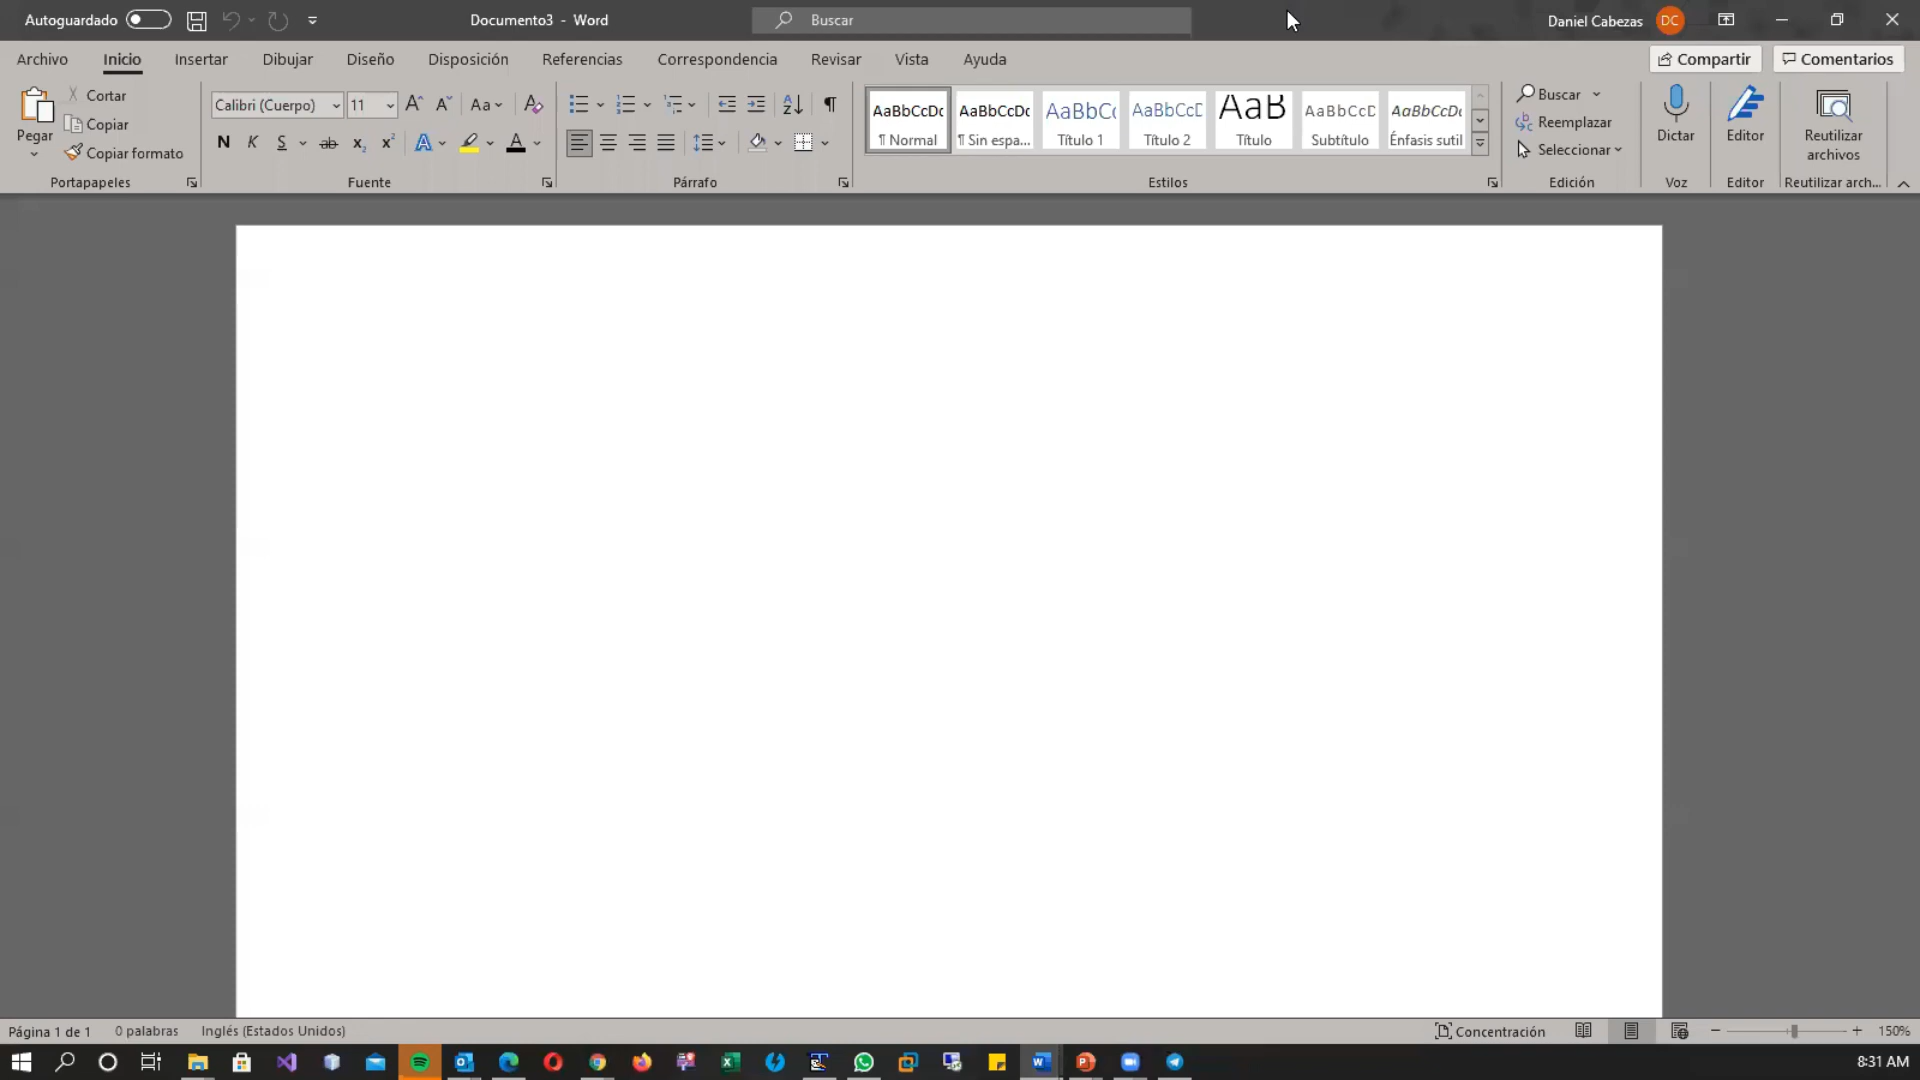 Autoguardado Documento3 - Word Buscar Daniel Cabezas DC
Archivo Inicio Insertar Dibujar Diseño Disposición Referencias Correspondencia Revisar Vista Ayuda Compartir Comentarios
Pegar Cortar Copiar Copiar formato
Portapapeles
Calibri (Cuerpo) 11 Aa
N K S ab x₂ x² A A
Fuente
Párrafo
AaBbCcDc AaBbCcDc AaBbCc AaBbCcD AaB AaBbCcD AaBbCcDc
¶ Normal ¶ Sin espa... Título 1 Título 2 Título Subtítulo Énfasis sutil
Estilos
Buscar
Reemplazar
Seleccionar
Edición
Dictar
Voz
Editor
Editor
Reutilizar
archivos
Reutilizar arch...
Página 1 de 1 0 palabras Inglés (Estados Unidos) Concentración 150%
8:31 AM